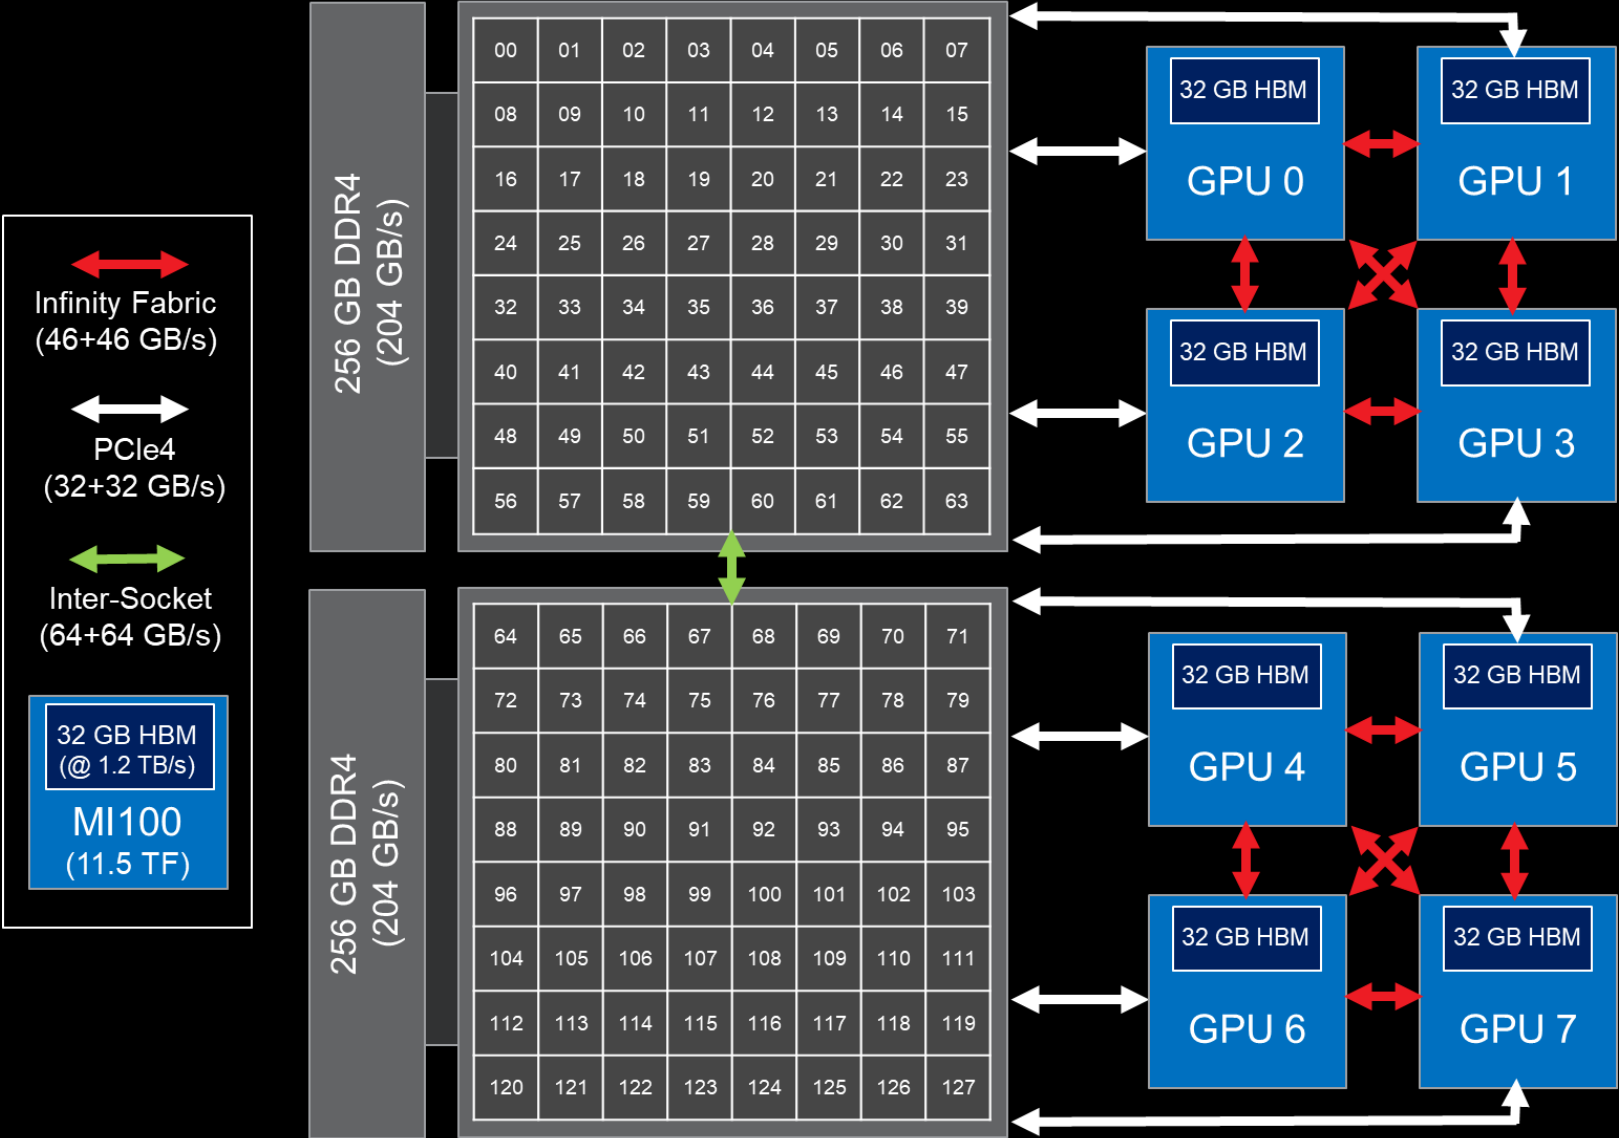 Infinity Fabric
(46+46 GB/s)
PCIe4
(32+32 GB/s)
Inter-Socket
(64+64 GB/s)
32 GB HBM
(@ 1.2 TB/s)
MI100
(11.5 TF)
256 GB DDR4
(204 GB/s)
00 01 02 03 04 05 06 07
08 09 10 11 12 13 14 15
16 17 18 19 20 21 22 23
24 25 26 27 28 29 30 31
32 33 34 35 36 37 38 39
40 41 42 43 44 45 46 47
48 49 50 51 52 53 54 55
56 57 58 59 60 61 62 63
32 GB HBM
GPU 0
32 GB HBM
GPU 1
32 GB HBM
GPU 2
32 GB HBM
GPU 3
256 GB DDR4
(204 GB/s)
64 65 66 67 68 69 70 71
72 73 74 75 76 77 78 79
80 81 82 83 84 85 86 87
88 89 90 91 92 93 94 95
96 97 98 99 100 101 102 103
104 105 106 107 108 109 110 111
112 113 114 115 116 117 118 119
120 121 122 123 124 125 126 127
32 GB HBM
GPU 4
32 GB HBM
GPU 5
32 GB HBM
GPU 6
32 GB HBM
GPU 7